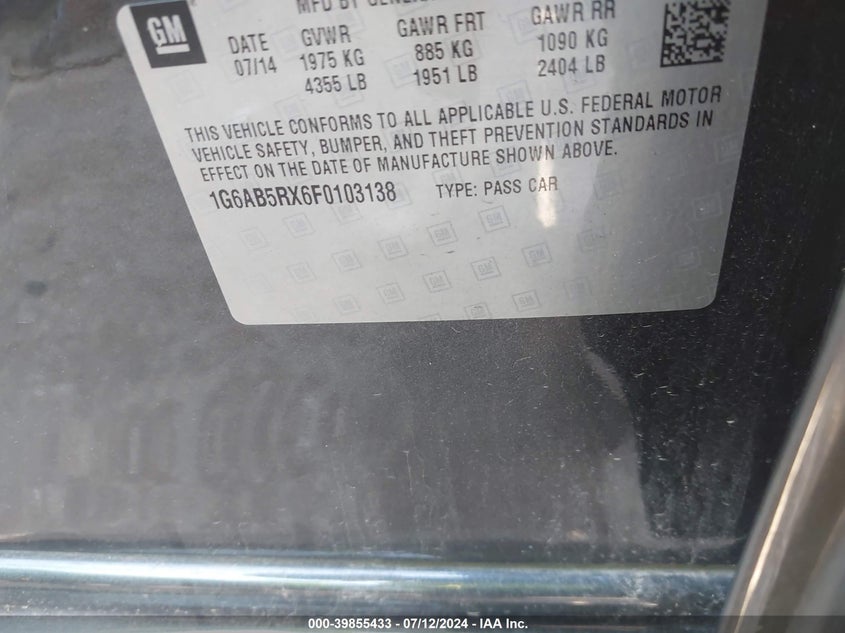 MFD BY
GM
DATE GVWR GAWR FRT GAWR RR
07/14 1975 KG 885 KG 1090 KG
4355 LB 1951 LB 2404 LB
THIS VEHICLE CONFORMS TO ALL APPLICABLE U.S. FEDERAL MOTOR
VEHICLE SAFETY, BUMPER, AND THEFT PREVENTION STANDARDS IN
EFFECT ON THE DATE OF MANUFACTURE SHOWN ABOVE.
1G6AB5RX6F0103138 TYPE: PASS CAR
000-39855433 - 07/12/2024 - IAA Inc.